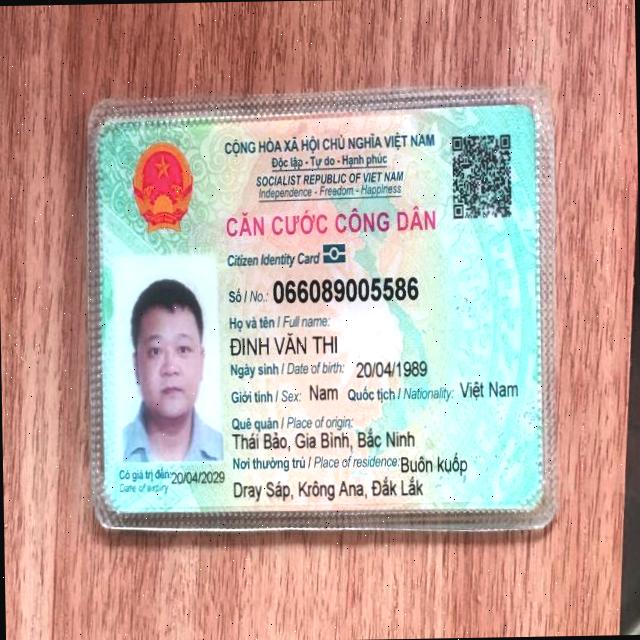 CỘNG HÒA XÃ HỘI CHỦ NGHĨA VIỆT NAM
Độc lập - Tự do - Hạnh phúc
SOCIALIST REPUBLIC OF VIET NAM
Independence - Freedom - Happiness
CĂN CƯỚC CÔNG DÂN
Citizen Identity Card
Số / No.: 066089005586
Họ và tên / Full name:
ĐINH VĂN THI
Ngày sinh / Date of birth: 20/04/1989
Giới tính / Sex: Nam Quốc tịch / Nationality: Việt Nam
Quê quán / Place of origin:
Thái Bảo, Gia Bình, Bắc Ninh
Nơi thường trú / Place of residence: Buôn kuốp
Dray Sáp, Krông Ana, Đắk Lắk
Có giá trị đến: 20/04/2029
Date of expiry